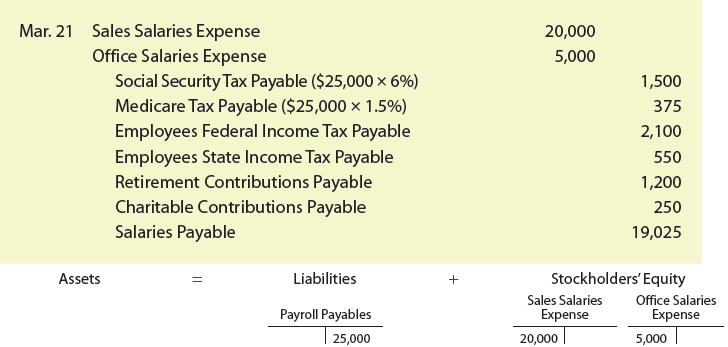 Mar. 21 Sales Salaries Expense 20,000
Office Salaries Expense 5,000
Social Security Tax Payable ($25,000 × 6%) 1,500
Medicare Tax Payable ($25,000 × 1.5%) 375
Employees Federal Income Tax Payable 2,100
Employees State Income Tax Payable 550
Retirement Contributions Payable 1,200
Charitable Contributions Payable 250
Salaries Payable 19,025
Assets = Liabilities + Stockholders' Equity
Sales Salaries Office Salaries
Payroll Payables Expense Expense
25,000 20,000 5,000